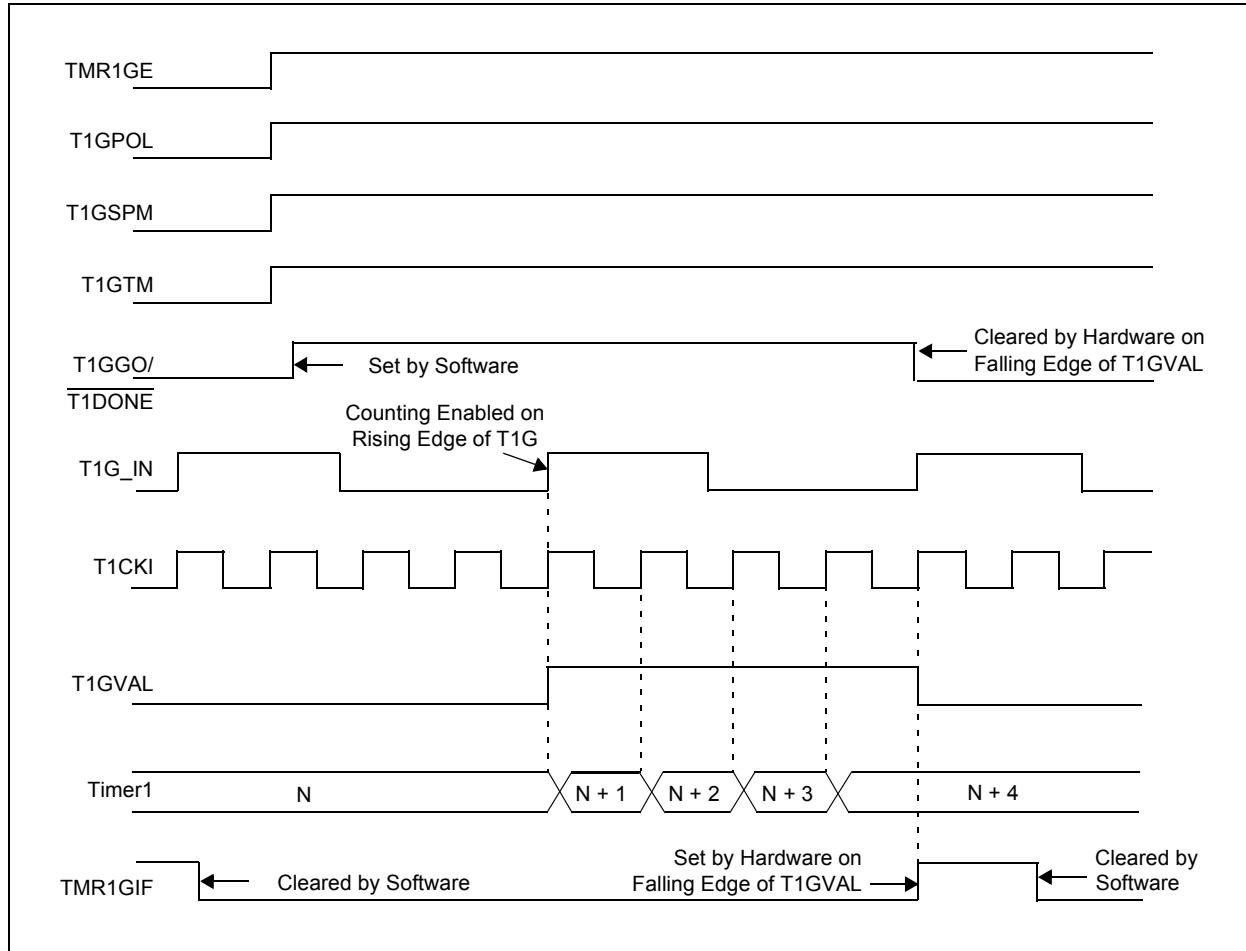 TMR1GE
T1GPOL
T1GSPM
T1GTM
T1GGO/
T1DONE
Set by Software
Cleared by Hardware on
Falling Edge of T1GVAL
Counting Enabled on
Rising Edge of T1G
T1G_IN
T1CKI
T1GVAL
Timer1
N
N + 1
N + 2
N + 3
N + 4
TMR1GIF
Cleared by Software
Set by Hardware on
Falling Edge of T1GVAL
Cleared by
Software